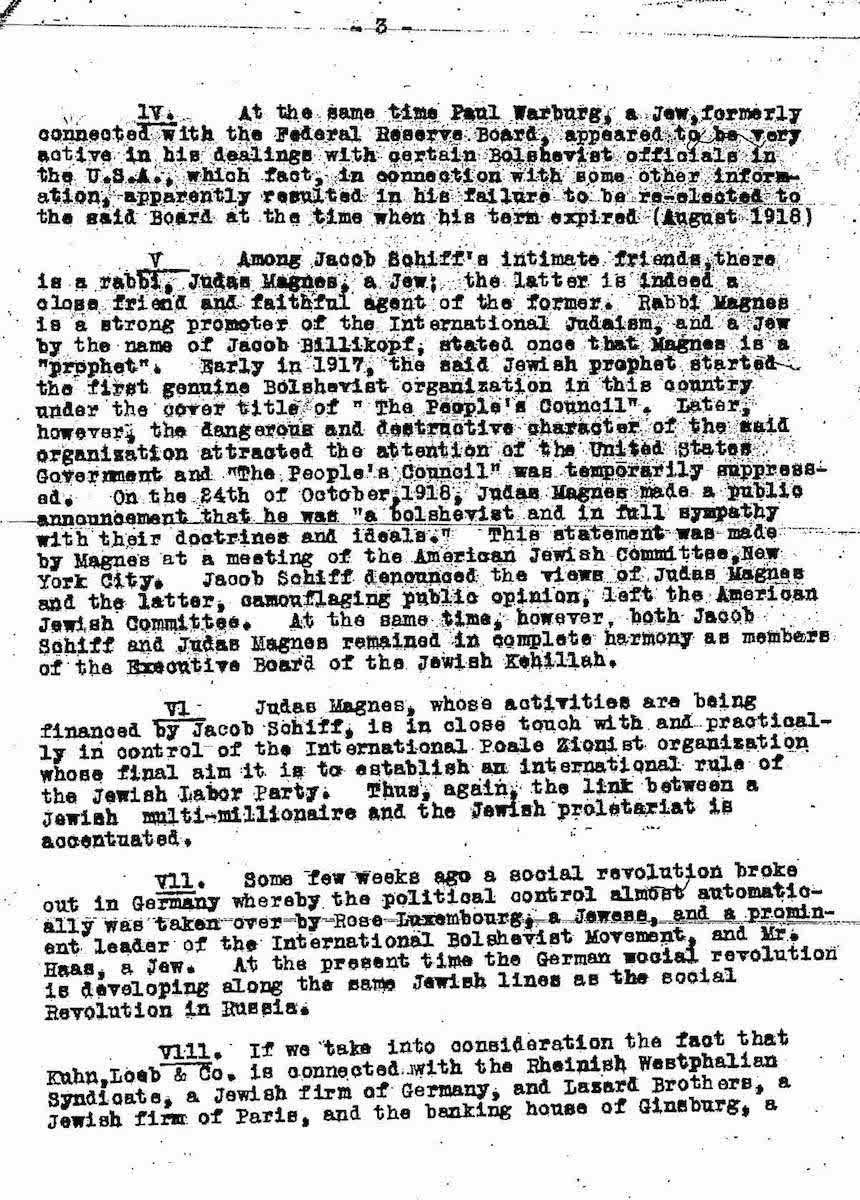 - 3 -
lV. At the same time Paul Warburg, a Jew,formerly
connected with the Federal Reserve Board, appeared to be very
active in his dealings with certain Bolshevist officials in
the U.S.A., which fact, in connection with some other inform-
ation, apparently resulted in his failure to be re-elected to
the said Board at the time when his term expired (August 1918)
V Among Jacob Schiff's intimate friends,there
is a rabbi, Judas Magnes, a Jew; the latter is indeed a
close friend and faithful agent of the former. Rabbi Magnes
is a strong promoter of the International Judaism, and a Jew
by the name of Jacob Billikopf, stated once that Magnes is a
"prophet". Early in 1917, the said Jewish prophet started
the first genuine Bolshevist organization in this country
under the cover title of " The People's Council". Later,
however, the dangerous and destructive character of the said
organization attracted the attention of the United States
Government and "The People's Council" was temporarily suppress-
ed. On the 24th of October,1918, Judas Magnes made a public
announcement that he was "a bolshevist and in full sympathy
with their doctrines and ideals." This statement was made
by Magnes at a meeting of the American Jewish Committee,New
York City. Jacob Schiff denounced the views of Judas Magnes
and the latter, camouflaging public opinion, left the American
Jewish Committee. At the same time, however, both Jacob
Schiff and Judas Magnes remained in complete harmony as members
of the Executive Board of the Jewish Kehillah.
Vl Judas Magnes, whose activities are being
financed by Jacob Schiff, is in close touch with and practical-
ly in control of the International Poale Zionist organization
whose final aim it is to establish an international rule of
the Jewish Labor Party. Thus, again, the link between a
Jewish multi-millionaire and the Jewish proletariat is
accentuated.
Vll. Some few weeks ago a social revolution broke
out in Germany whereby the political control almost automatic-
ally was taken over by Rose Luxembourg, a Jewess, and a promin-
ent leader of the International Bolshevist Movement, and Mr.
Haas, a Jew. At the present time the German social revolution
is developing along the same Jewish lines as the social
Revolution in Russia.
Vlll. If we take into consideration the fact that
Kuhn,Loeb & Co. is connected with the Rheinish Westphalian
Syndicate, a Jewish firm of Germany, and Lazard Brothers, a
Jewish firm of Paris, and the banking house of Ginsburg, a